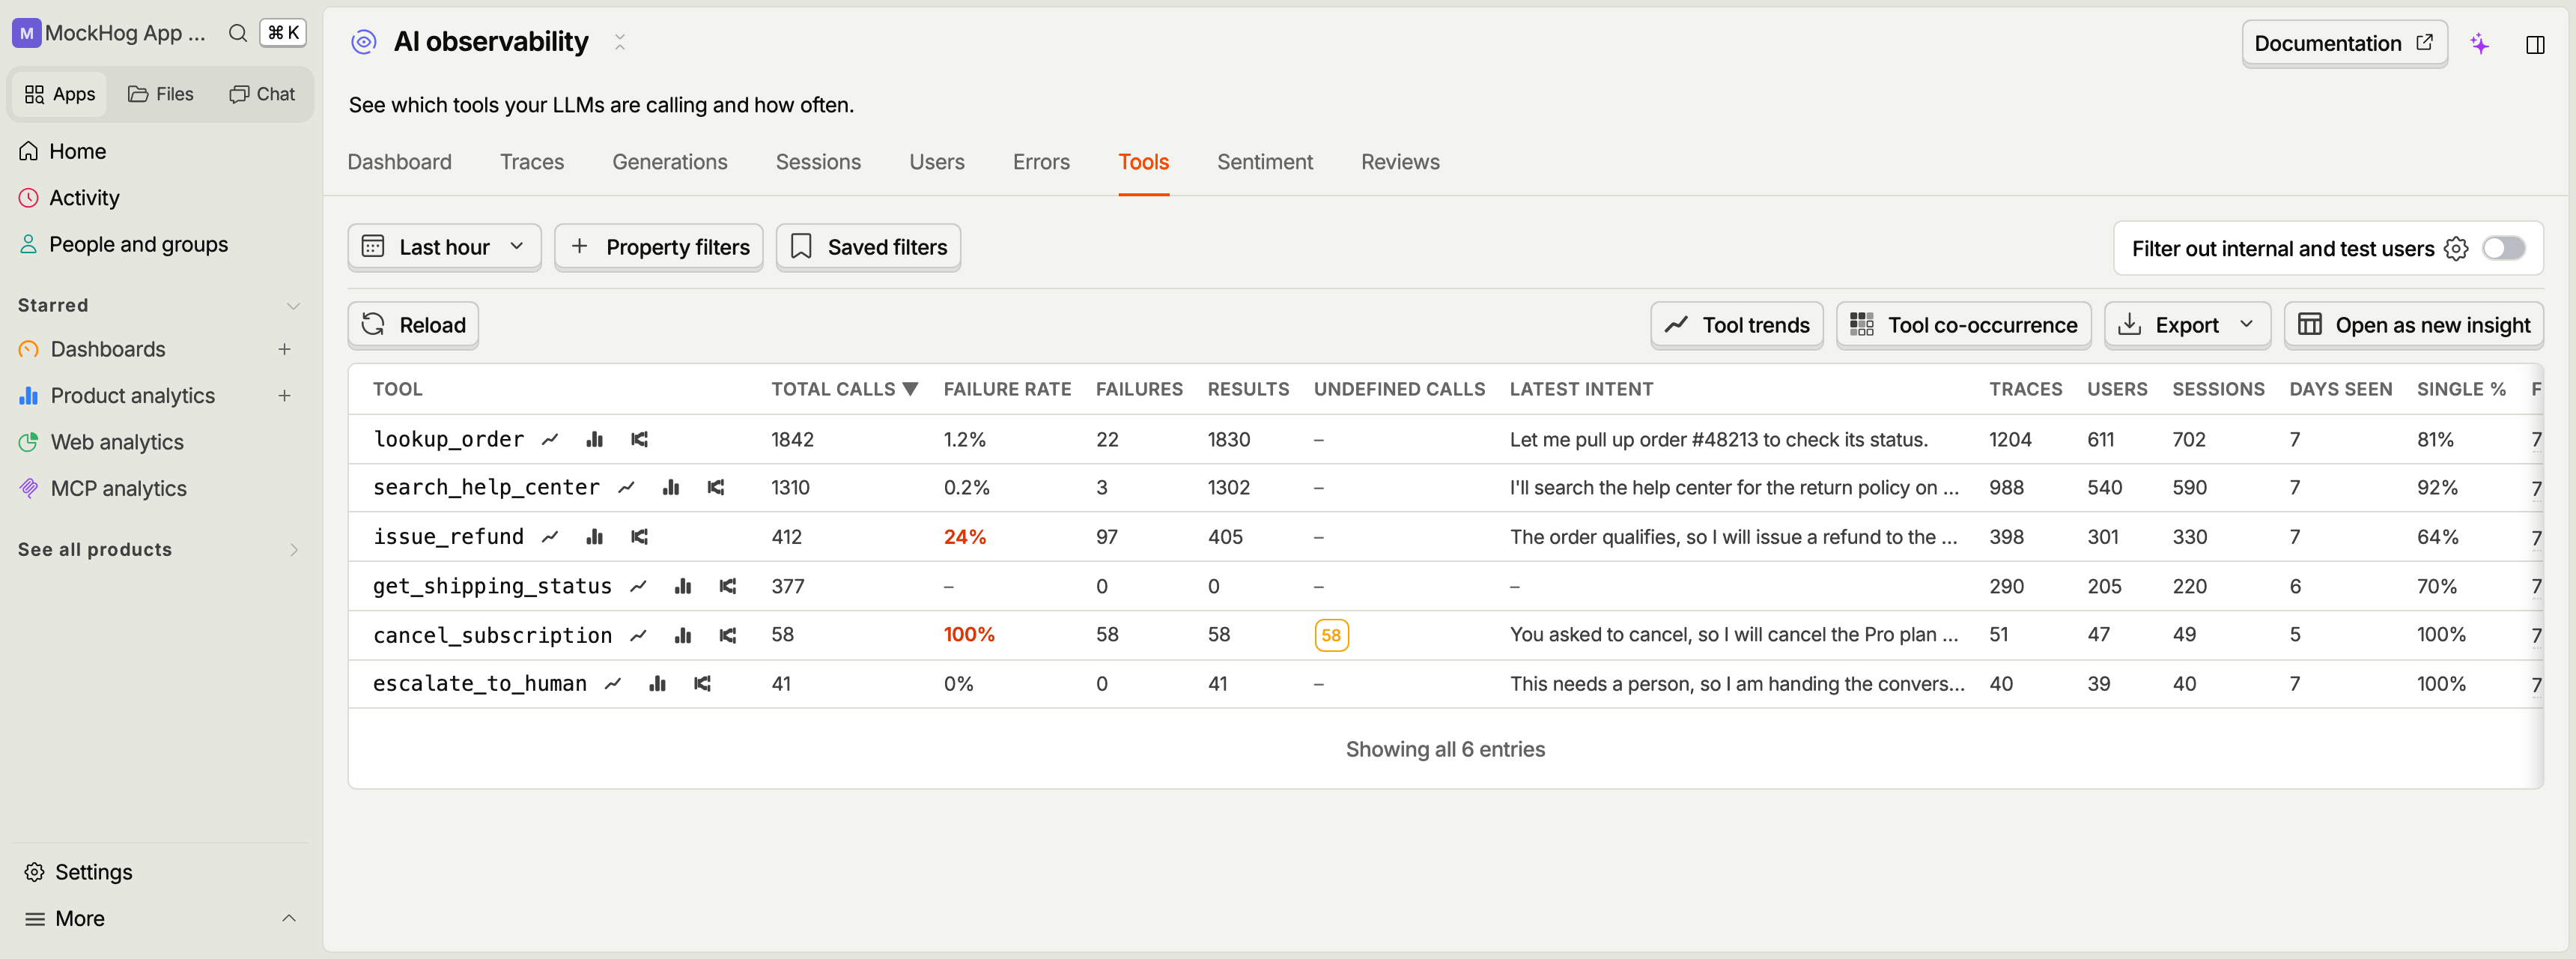 M MockHog App ... ⌘ K
Apps Files Chat
Home
Activity
People and groups
Starred
Dashboards
Product analytics
Web analytics
MCP analytics
See all products
Settings
More
AI observability
Documentation
See which tools your LLMs are calling and how often.
Dashboard Traces Generations Sessions Users Errors Tools Sentiment Reviews
Last hour Property filters Saved filters Filter out internal and test users
Reload Tool trends Tool co-occurrence Export Open as new insight
TOOL TOTAL CALLS ▼ FAILURE RATE FAILURES RESULTS UNDEFINED CALLS LATEST INTENT TRACES USERS SESSIONS DAYS SEEN SINGLE % F
lookup_order 1842 1.2% 22 1830 – Let me pull up order #48213 to check its status. 1204 611 702 7 81% 7
search_help_center 1310 0.2% 3 1302 – I'll search the help center for the return policy on ... 988 540 590 7 92% 7
issue_refund 412 24% 97 405 – The order qualifies, so I will issue a refund to the ... 398 301 330 7 64% 7
get_shipping_status 377 – 0 0 – – 290 205 220 6 70% 7
cancel_subscription 58 100% 58 58 58 You asked to cancel, so I will cancel the Pro plan ... 51 47 49 5 100% 7
escalate_to_human 41 0% 0 41 – This needs a person, so I am handing the convers... 40 39 40 7 100% 7
Showing all 6 entries